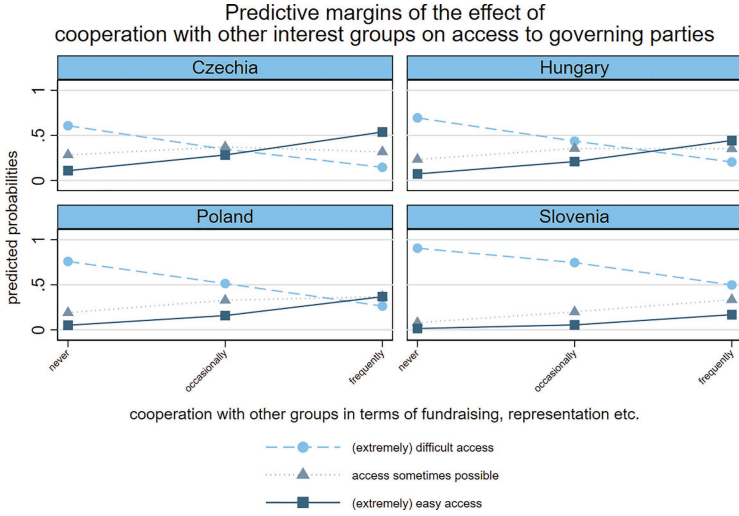 Predictive margins of the effect of
cooperation with other interest groups on access to governing parties
Czechia
Hungary
1
.5
0
Poland
Slovenia
1
.5
0
predicted probabilities
never
occasionally
frequently
never
occasionally
frequently
cooperation with other groups in terms of fundraising, representation etc.
(extremely) difficult access
access sometimes possible
(extremely) easy access